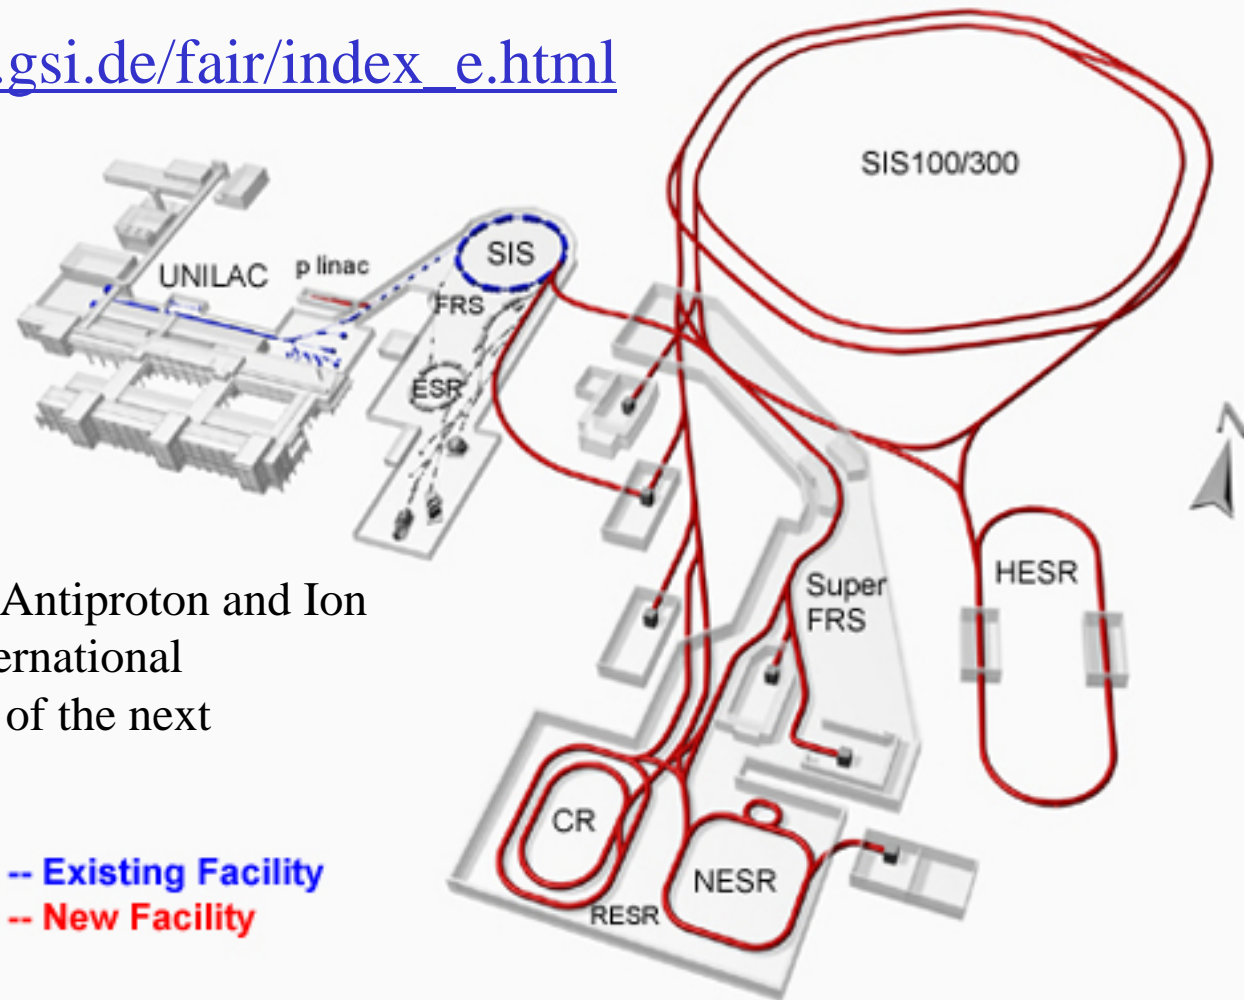 .gsi.de/fair/index_e.html
SIS100/300
SIS
UNILAC
p linac
FRS
ESR
Antiproton and Ion
ernational
of the next
Super
FRS
HESR
CR
NESR
RESR
-- Existing Facility
-- New Facility